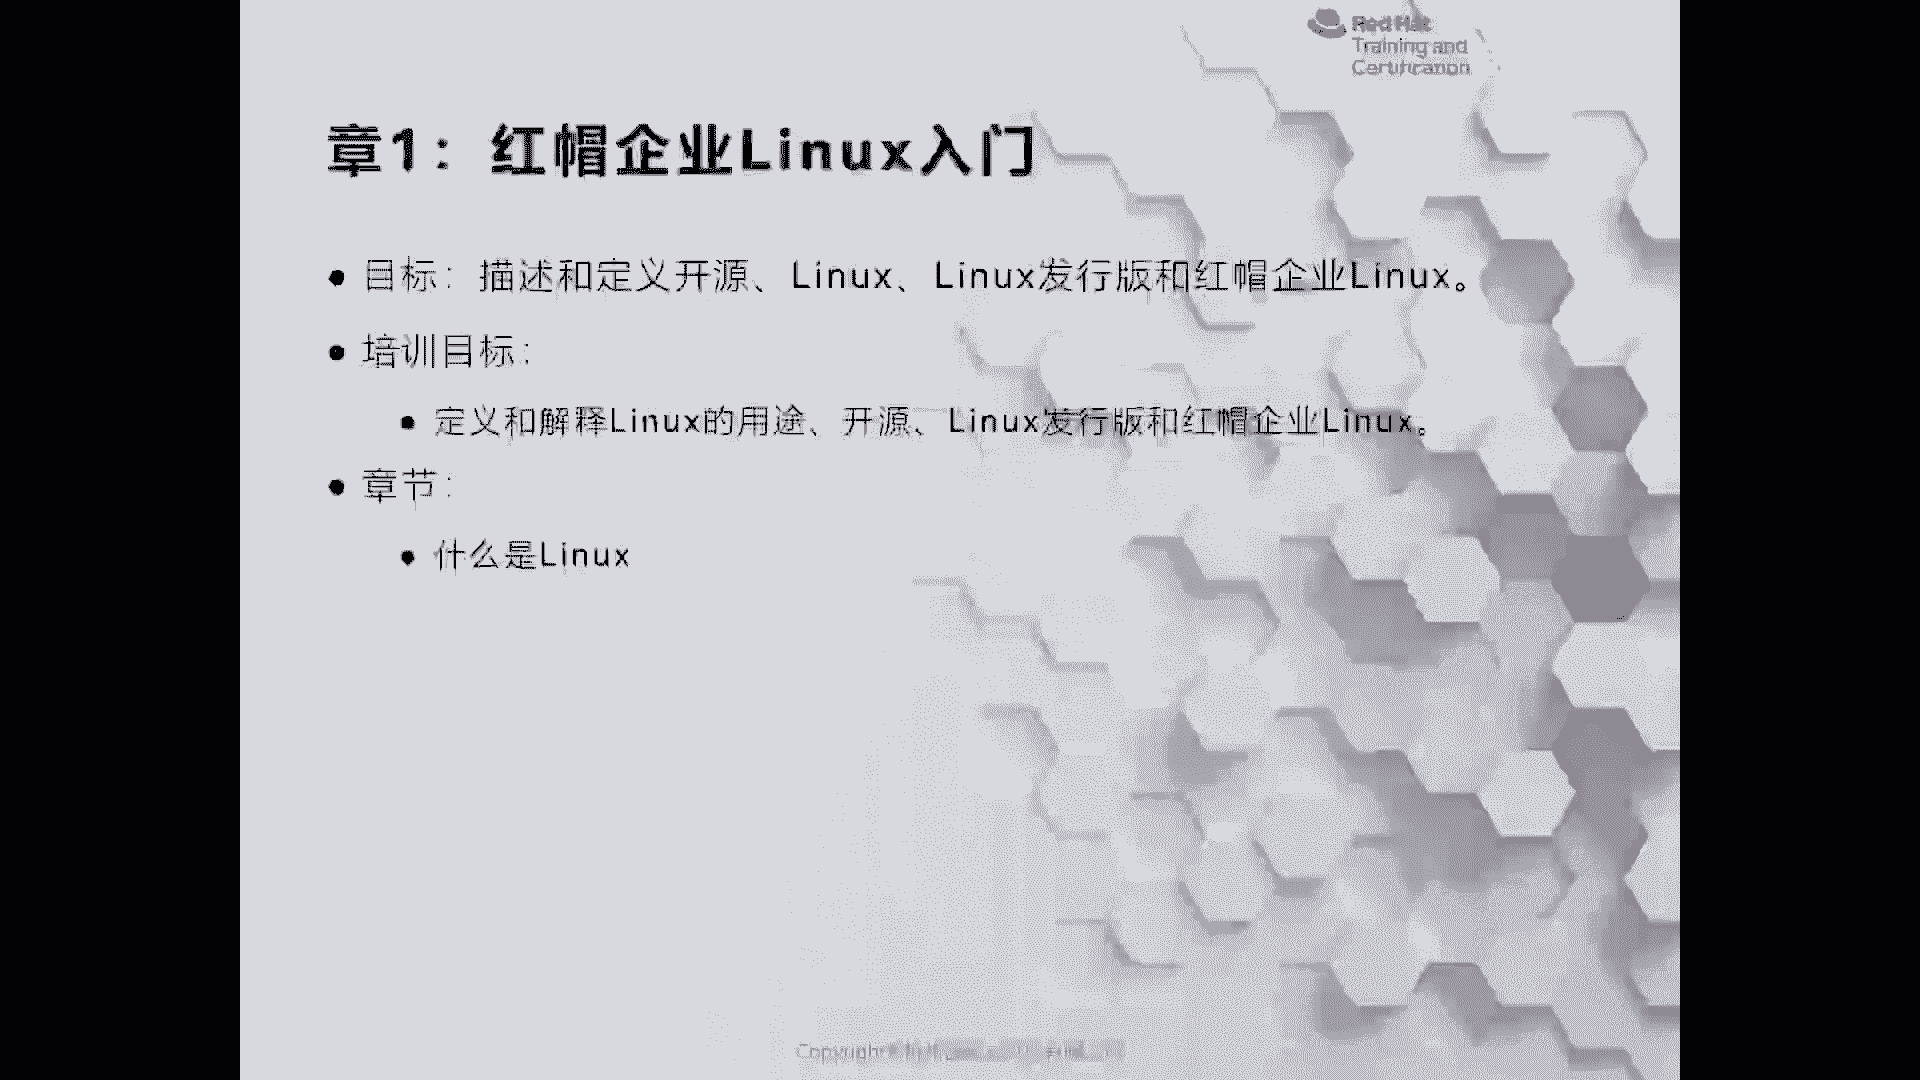 Red Hat
Training and
Certification
章1：红帽企业Linux入门
● 目标：描述和定义开源、Linux、Linux发行版和红帽企业Linux。
● 培训目标：
● 定义和解释Linux的用途、开源、Linux发行版和红帽企业Linux。
● 章节：
● 什么是Linux
Copyright